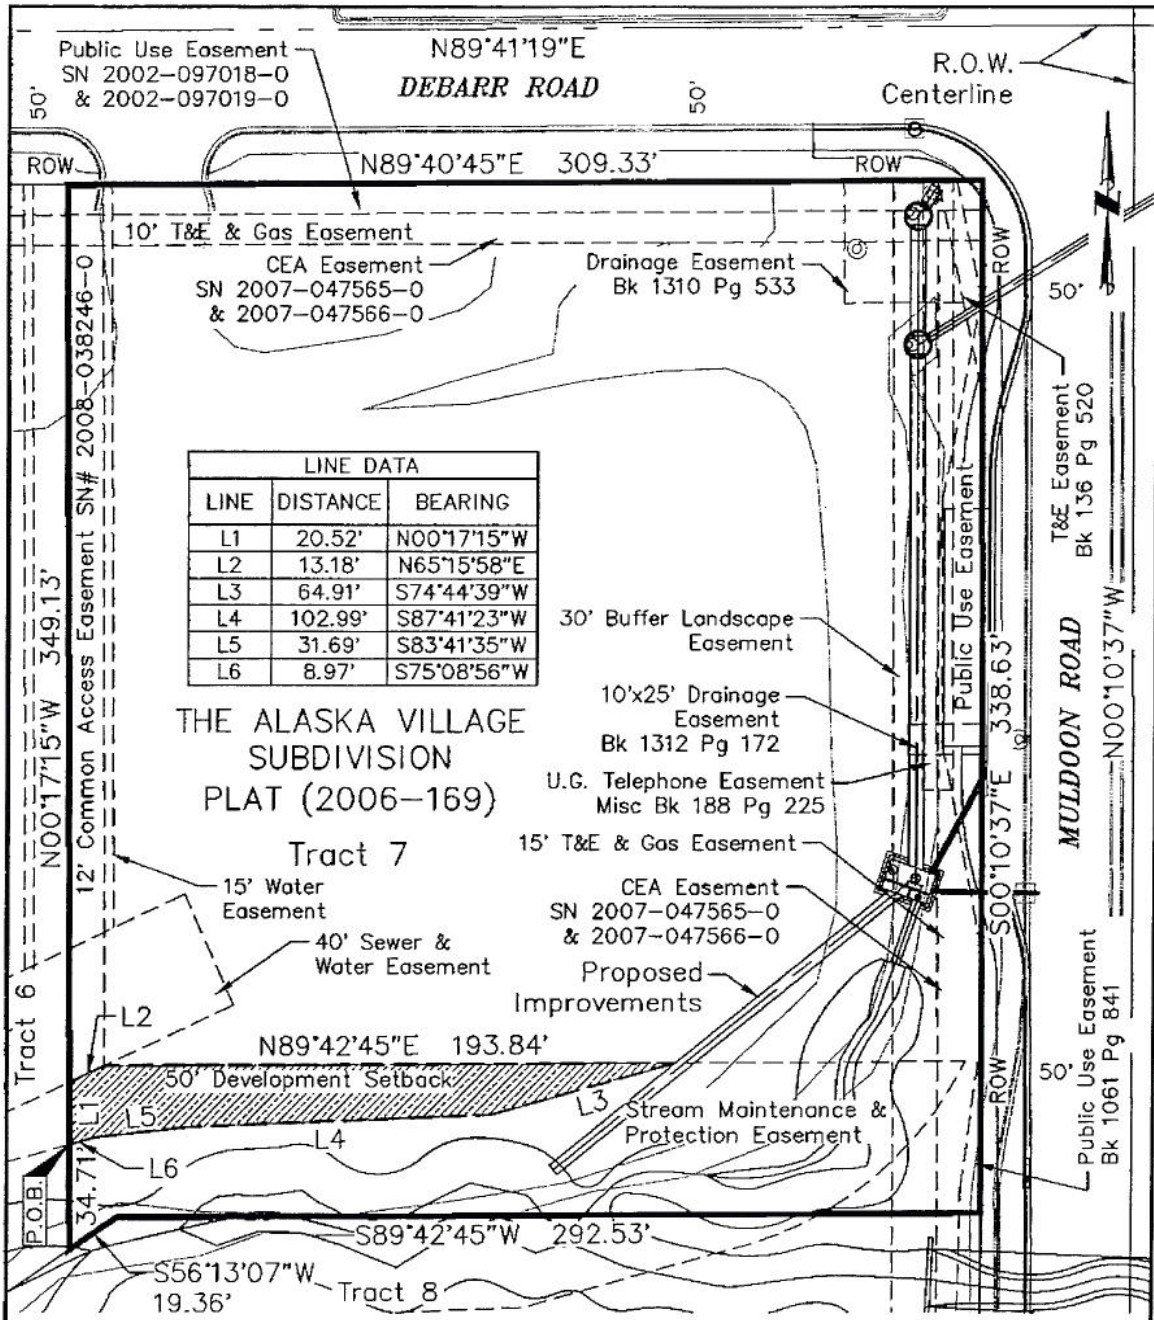 N89°41'19"E
DEBARR ROAD
Public Use Easement
SN 2002-097018-0
& 2002-097019-0
50'
50'
R.O.W.
Centerline
ROW
N89°40'45"E 309.33'
ROW
10' T&E & Gas Easement
CEA Easement
SN 2007-047565-0
& 2007-047566-0
Drainage Easement
Bk 1310 Pg 533
ROW
50'
T&E Easement
Bk 136 Pg 520
12' Common Access Easement SN# 2008-038246-0
N00°17'15"W 349.13'
LINE DATA
LINE DISTANCE BEARING
L1 20.52' N00°17'15"W
L2 13.18' N65°15'58"E
L3 64.91' S74°44'39"W
L4 102.99' S87°41'23"W
L5 31.69' S83°41'35"W
L6 8.97' S75°08'56"W
Public Use Easement
30' Buffer Landscape
Easement
10'x25' Drainage
Easement
Bk 1312 Pg 172
U.G. Telephone Easement
Misc Bk 188 Pg 225
15' T&E & Gas Easement
CEA Easement
SN 2007-047565-0
& 2007-047566-0
S00°10'37"E 338.63'
MULDOON ROAD
N00°10'37"W
THE ALASKA VILLAGE
SUBDIVISION
PLAT (2006-169)
Tract 7
15' Water
Easement
40' Sewer &
Water Easement
Proposed
Improvements
Tract 6
L2
N89°42'45"E 193.84'
50' Development Setback
L1
L5
L3
L4
L6
Stream Maintenance &
Protection Easement
ROW
50'
Public Use Easement
Bk 1061 Pg 841
P.O.B.
34.71'
S89°42'45"W 292.53'
S56°13'07"W
19.36'
Tract 8